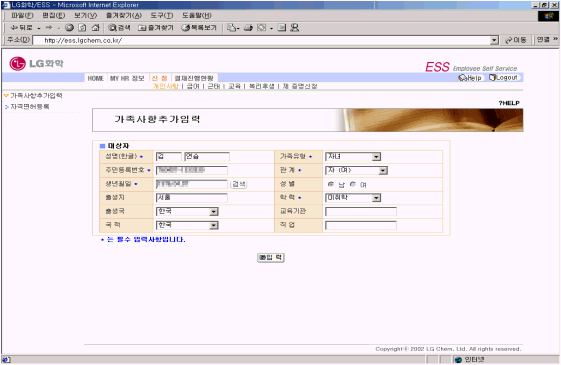 LG화학/ESS - Microsoft Internet Explorer
파일(F) 편집(E) 보기(V) 즐겨찾기(A) 도구(T) 도움말(H)
뒤로 검색 즐겨찾기 목록보기
주소(D) http://ess.lgchem.co.kr/ 이동 연결 »
LG화학
ESS Employee Self Service
HOME MY HR 정보 신 청 결재진행현황 Help Logout
개인사항 | 급여 | 근태 | 교육 | 복리후생 | 제 증명신청
가족사항추가입력
자격면허등록
?HELP
가족사항추가입력
대상자
성명(한글) 김 연습 가족유형 자녀
주민등록번호 관 계 자 (여)
생년월일 검색 성 별 남 여
출생지 서울 학 력 미취학
출생국 한국 교육기관
국 적 한국 직 업
* 는 필수 입력사항입니다.
입 력
Copyright © 2002 LG Chem, Ltd. All rights reserved.
인터넷